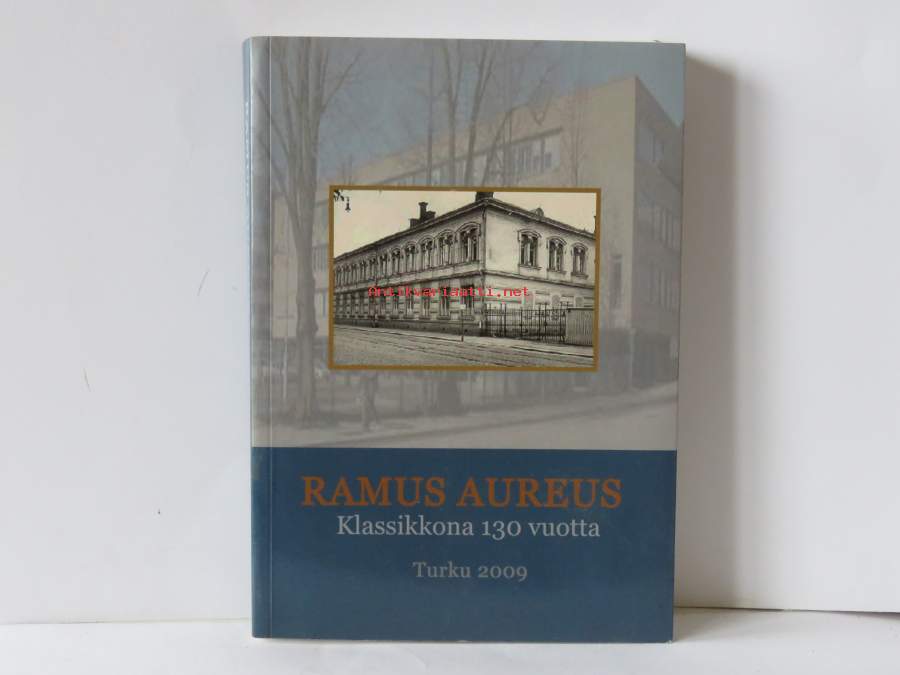 Antikvariaatti.net
RAMUS AUREUS
Klassikkona 130 vuotta
Turku 2009